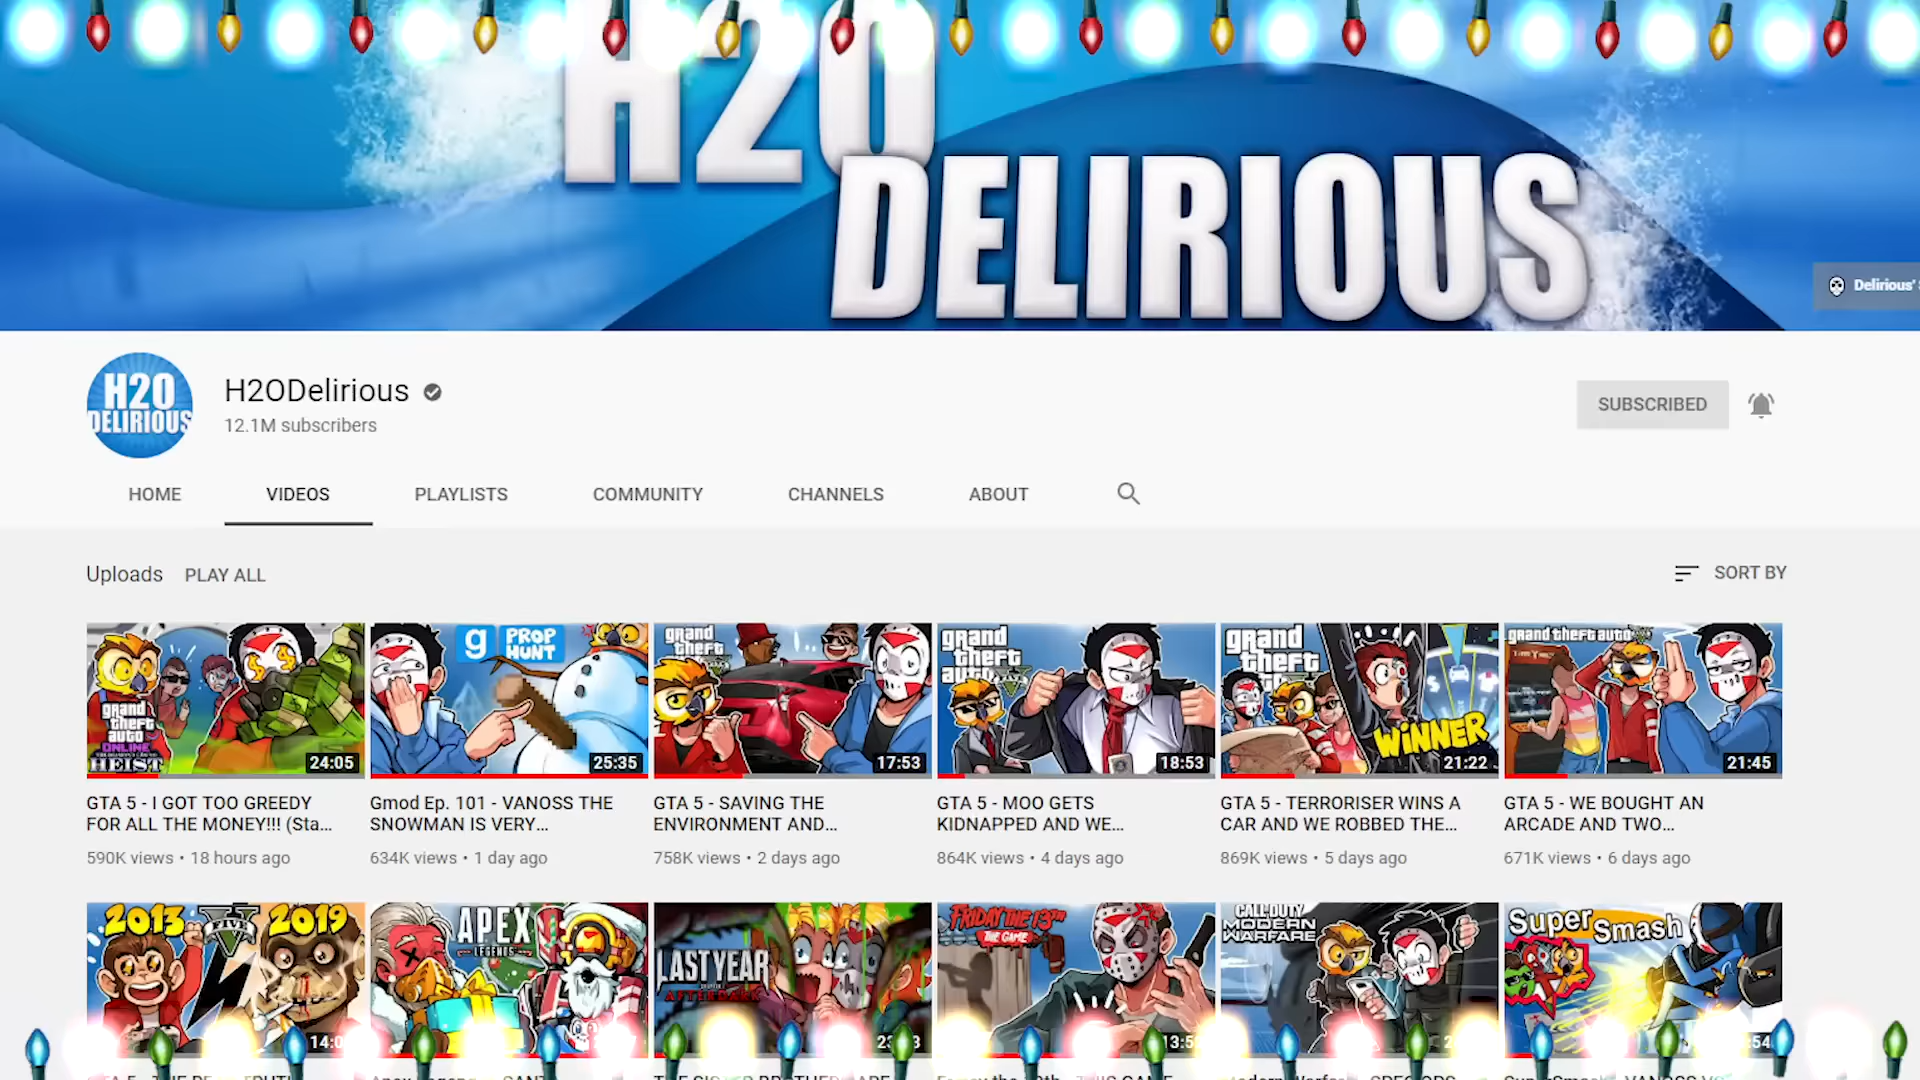 H2O
DELIRIOUS
Delirious'
H2O
DELIRIOUS
H2ODelirious
12.1M subscribers
SUBSCRIBED
HOME
VIDEOS
PLAYLISTS
COMMUNITY
CHANNELS
ABOUT
Uploads
PLAY ALL
SORT BY
grand
theft
auto
ONLINE
HEIST
24:05
g PROP
HUNT
25:35
grand
theft
17:53
grand
theft
auto
18:53
grand
theft
WINNER
21:22
grand theft auto
21:45
GTA 5 - I GOT TOO GREEDY
FOR ALL THE MONEY!!! (Sta...
590K views • 18 hours ago
Gmod Ep. 101 - VANOSS THE
SNOWMAN IS VERY...
634K views • 1 day ago
GTA 5 - SAVING THE
ENVIRONMENT AND...
758K views • 2 days ago
GTA 5 - MOO GETS
KIDNAPPED AND WE...
864K views • 4 days ago
GTA 5 - TERRORISER WINS A
CAR AND WE ROBBED THE...
869K views • 5 days ago
GTA 5 - WE BOUGHT AN
ARCADE AND TWO...
671K views • 6 days ago
2013 V 2019
FIVE
APEX
LEGENDS
LAST YEAR
AFTERDARK
FRIDAY THE 13TH
THE GAME
CALL OF DUTY
MODERN
WARFARE
Super
Smash